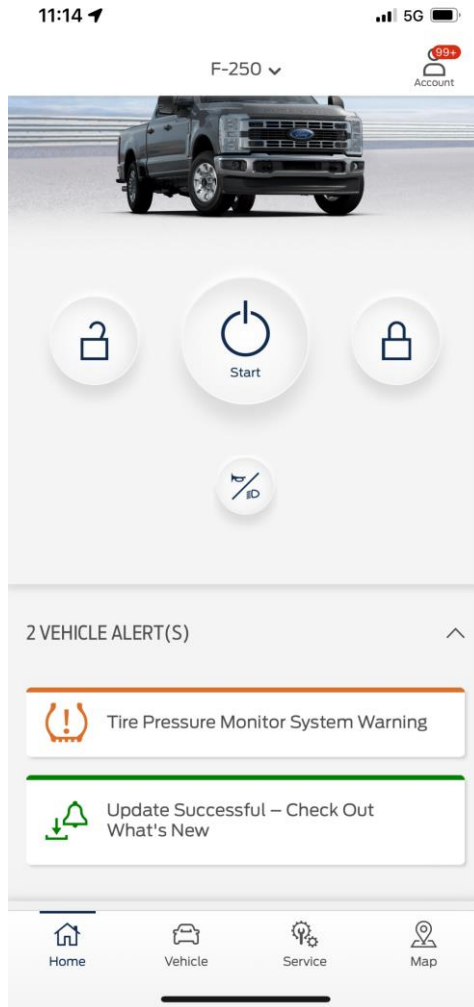 11:14
5G
F-250
99+
Account
Ford
Start
2 VEHICLE ALERT(S)
Tire Pressure Monitor System Warning
Update Successful – Check Out
What's New
Home
Vehicle
Service
Map